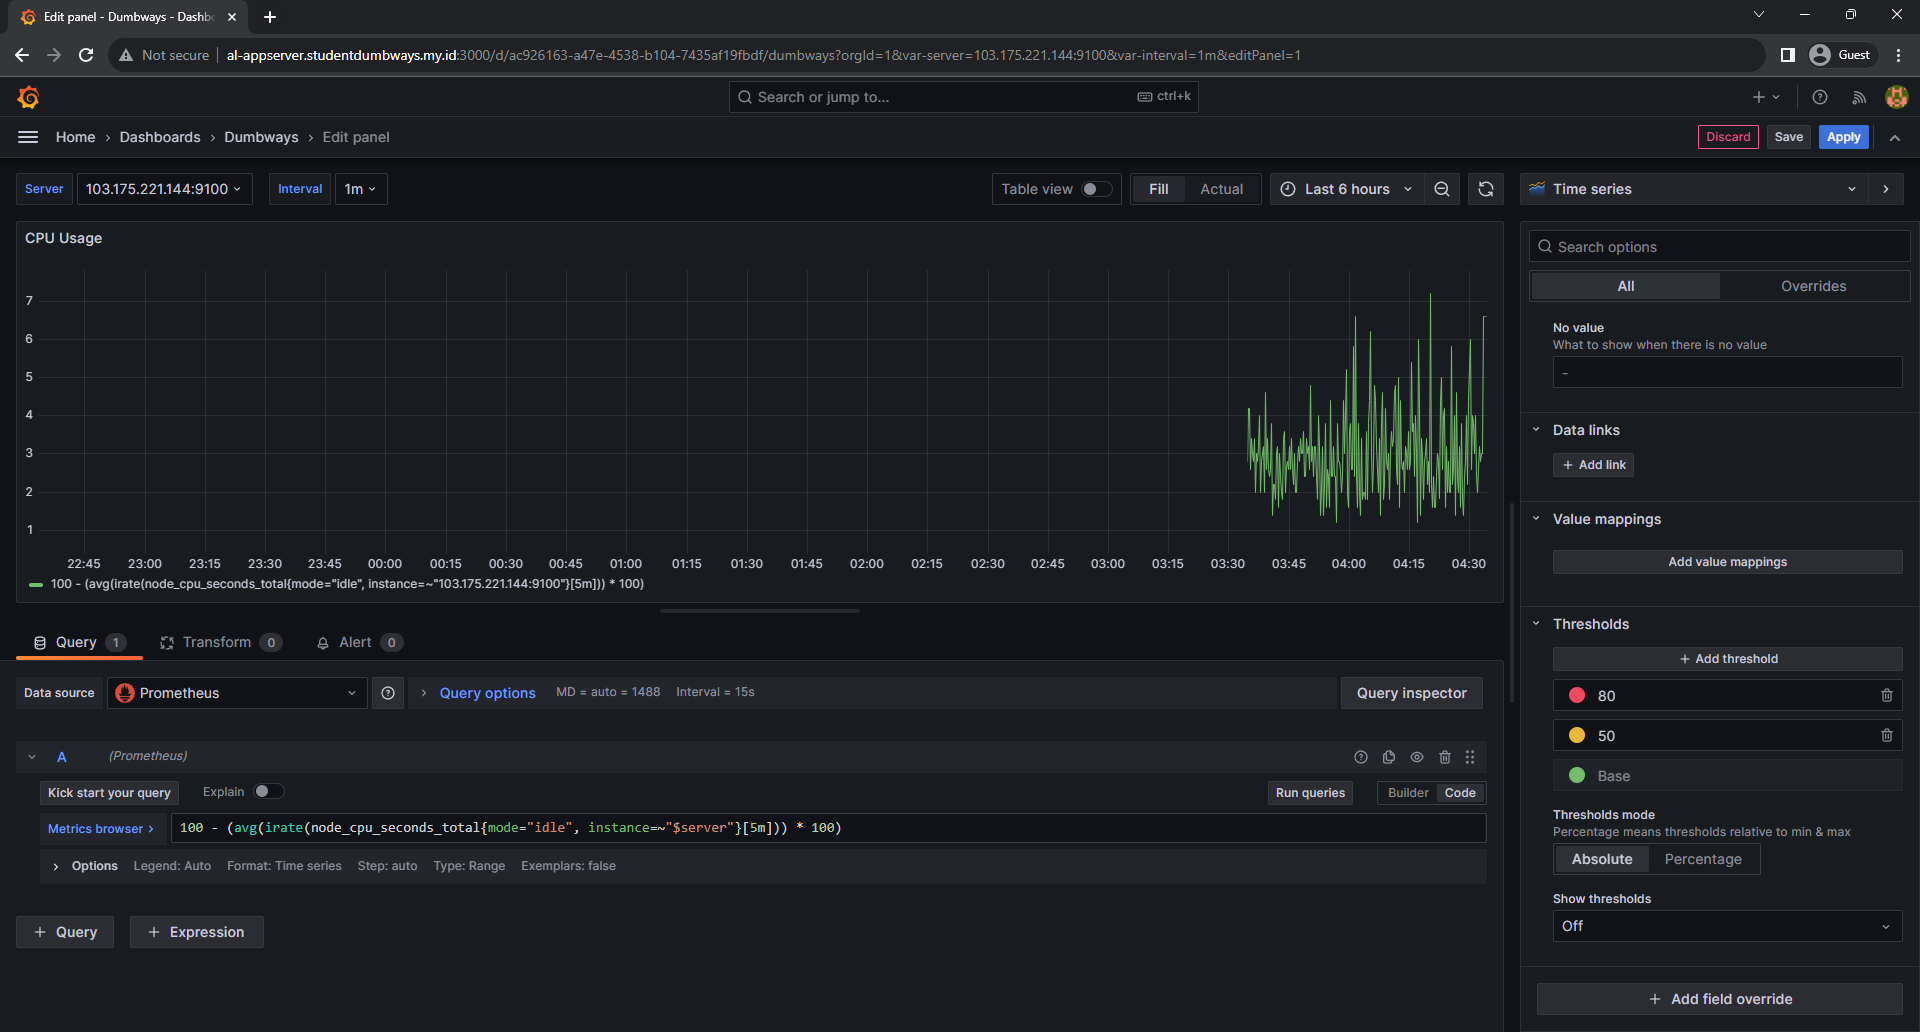 Edit panel - Dumbways - Dashb
Not secure
al-appserver.studentdumbways.my.id:3000/d/ac926163-a47e-4538-b104-7435af19fbdf/dumbways?orgId=1&var-server=103.175.221.144:9100&var-interval=1m&editPanel=1
Guest
Search or jump to...
ctrl+k
Home › Dashboards › Dumbways › Edit panel
Discard
Save
Apply
Server
103.175.221.144:9100
Interval
1m
Table view
Fill
Actual
Last 6 hours
Time series
CPU Usage
7
6
5
4
3
2
1
22:45 23:00 23:15 23:30 23:45 00:00 00:15 00:30 00:45 01:00 01:15 01:30 01:45 02:00 02:15 02:30 02:45 03:00 03:15 03:30 03:45 04:00 04:15 04:30
100 - (avg(irate(node_cpu_seconds_total{mode="idle", instance=~"103.175.221.144:9100"}[5m])) * 100)
Query 1
Transform 0
Alert 0
Data source
Prometheus
Query options
MD = auto = 1488
Interval = 15s
Query inspector
A
(Prometheus)
Kick start your query
Explain
Run queries
Builder
Code
Metrics browser >
100 - (avg(irate(node_cpu_seconds_total{mode="idle", instance=~"$server"}[5m])) * 100)
Options
Legend: Auto
Format: Time series
Step: auto
Type: Range
Exemplars: false
+ Query
+ Expression
Search options
All
Overrides
No value
What to show when there is no value
-
Data links
+ Add link
Value mappings
Add value mappings
Thresholds
+ Add threshold
80
50
Base
Thresholds mode
Percentage means thresholds relative to min & max
Absolute
Percentage
Show thresholds
Off
+ Add field override